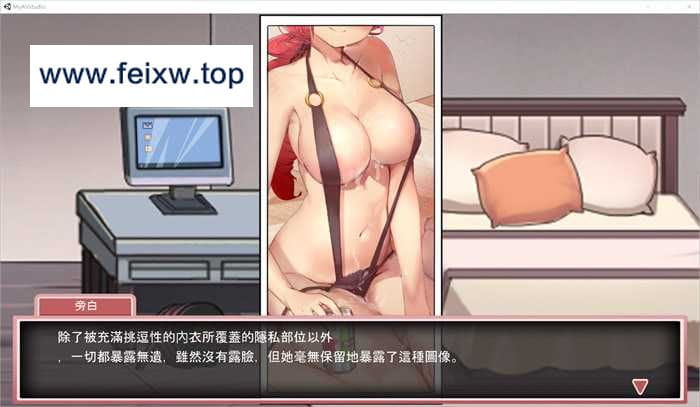 MyAVstudio
www.feixw.top
旁白
除了被充滿挑逗性的內衣所覆蓋的隱私部位以外
，一切都暴露無遺，雖然沒有露臉，但她毫無保留地暴露了這種圖像。